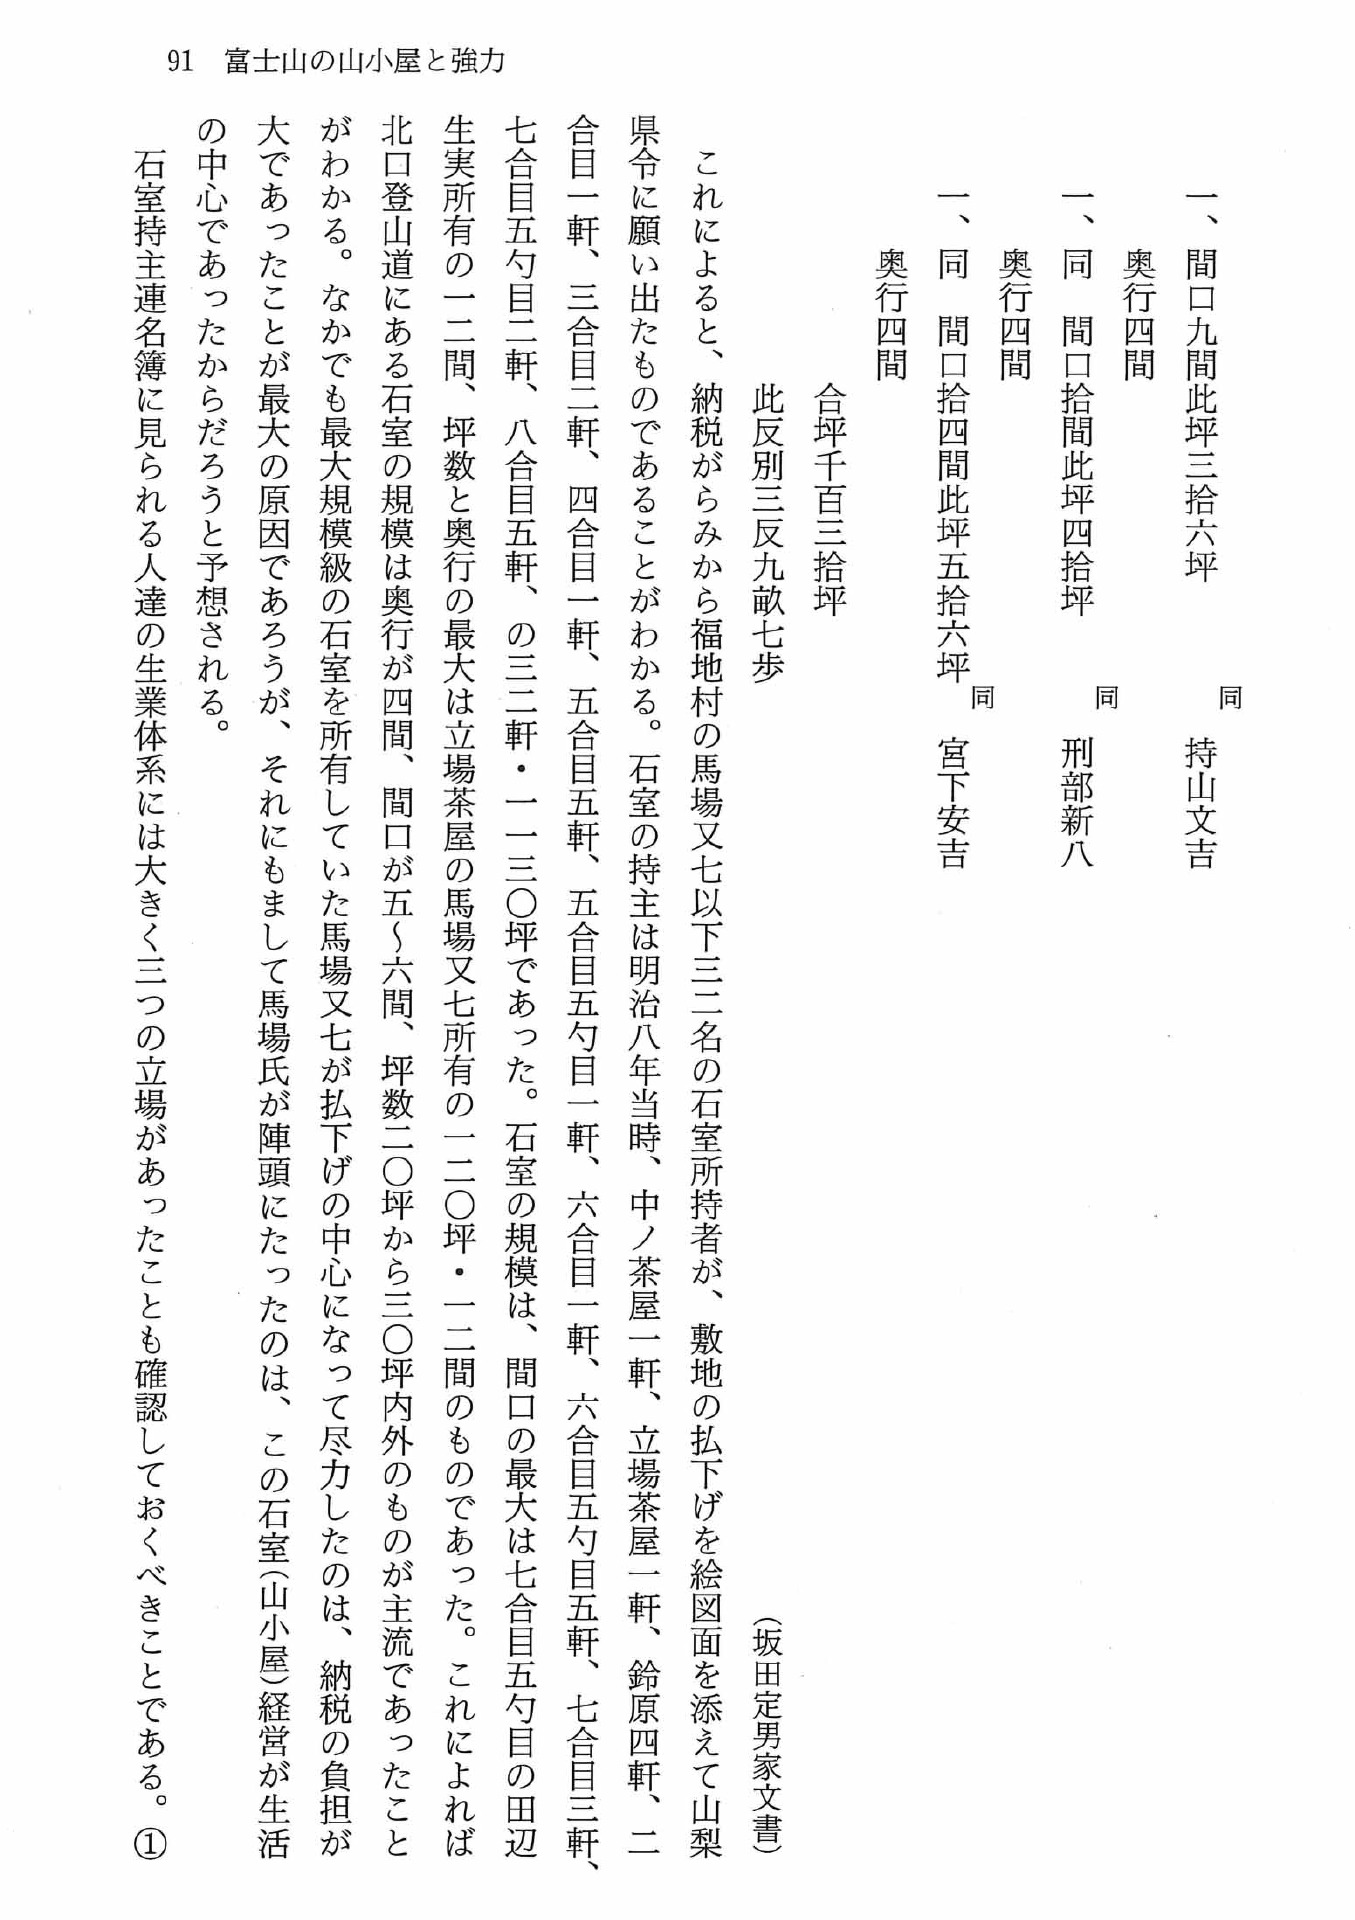 91　富士山の山小屋と強力
一、間口九間此坪三拾六坪
同　持山文吉
奥行四間
一、同　間口拾間此坪四拾坪
同　刑部新八
奥行四間
一、同　間口拾四間此坪五拾六坪
同　宮下安吉
奥行四間
合坪千百三拾坪
此反別三反九畝七歩
（坂田定男家文書）
これによると、納税がらみから福地村の馬場又七以下三二名の石室所持者が、敷地の払下げを絵図面を添えて山梨
県令に願い出たものであることがわかる。石室の持主は明治八年当時、中ノ茶屋一軒、立場茶屋一軒、鈴原四軒、二
合目一軒、三合目二軒、四合目一軒、五合目五軒、五合目五勺目一軒、六合目一軒、六合目五勺目五軒、七合目三軒、
七合目五勺目二軒、八合目五軒、の三二軒・一一三〇坪であった。石室の規模は、間口の最大は七合目五勺目の田辺
生実所有の一二間、坪数と奥行の最大は立場茶屋の馬場又七所有の一二〇坪・一二間のものであった。これによれば
北口登山道にある石室の規模は奥行が四間、間口が五〜六間、坪数二〇坪から三〇坪内外のものが主流であったこと
がわかる。なかでも最大規模級の石室を所有していた馬場又七が払下げの中心になって尽力したのは、納税の負担が
大であったことが最大の原因であろうが、それにもまして馬場氏が陣頭にたったのは、この石室（山小屋）経営が生活
の中心であったからだろうと予想される。
石室持主連名簿に見られる人達の生業体系には大きく三つの立場があったことも確認しておくべきことである。①